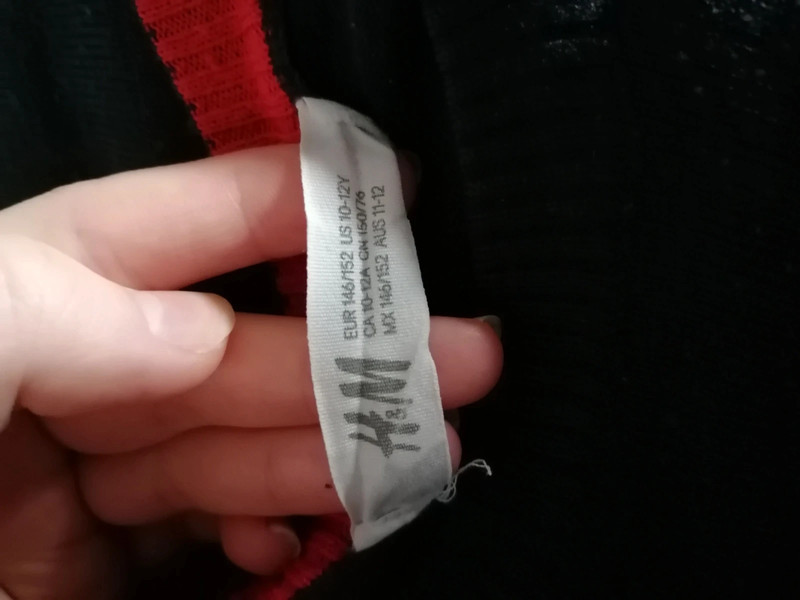 H&M
EUR 146/152 US 10-12Y
CA 10-12A CN 150/76
MX 146/152 AUS 11-12